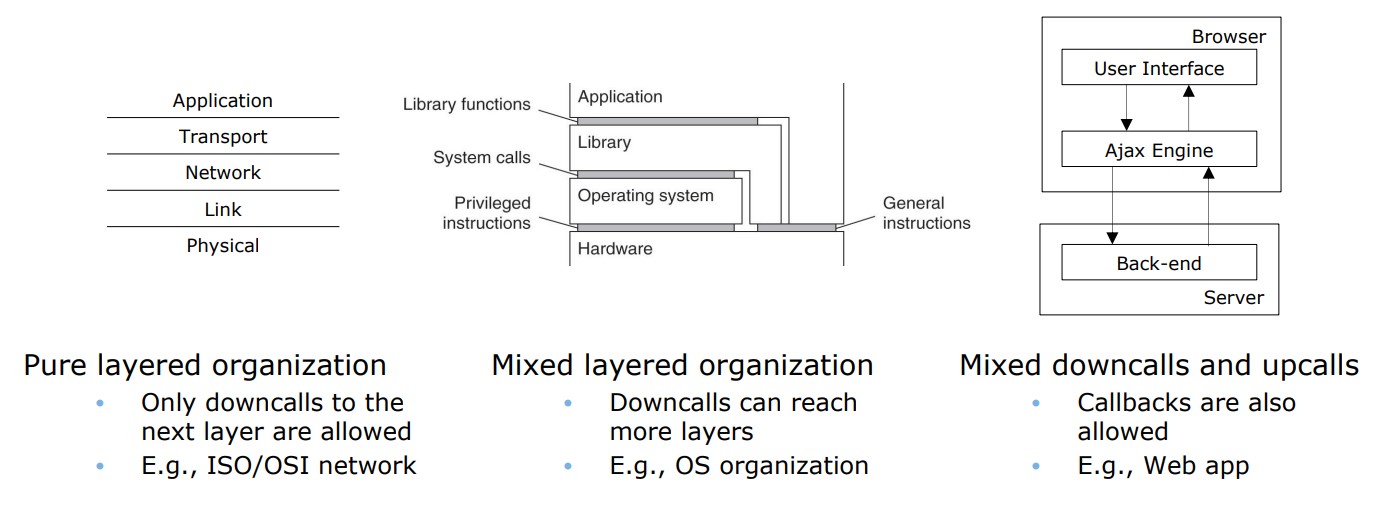 Application
Transport
Network
Link
Physical
Library functions
System calls
Privileged
instructions
Application
Library
Operating system
Hardware
General
instructions
Browser
User Interface
Ajax Engine
Back-end
Server
Pure layered organization
• Only downcalls to the
next layer are allowed
• E.g., ISO/OSI network
Mixed layered organization
• Downcalls can reach
more layers
• E.g., OS organization
Mixed downcalls and upcalls
• Callbacks are also
allowed
• E.g., Web app